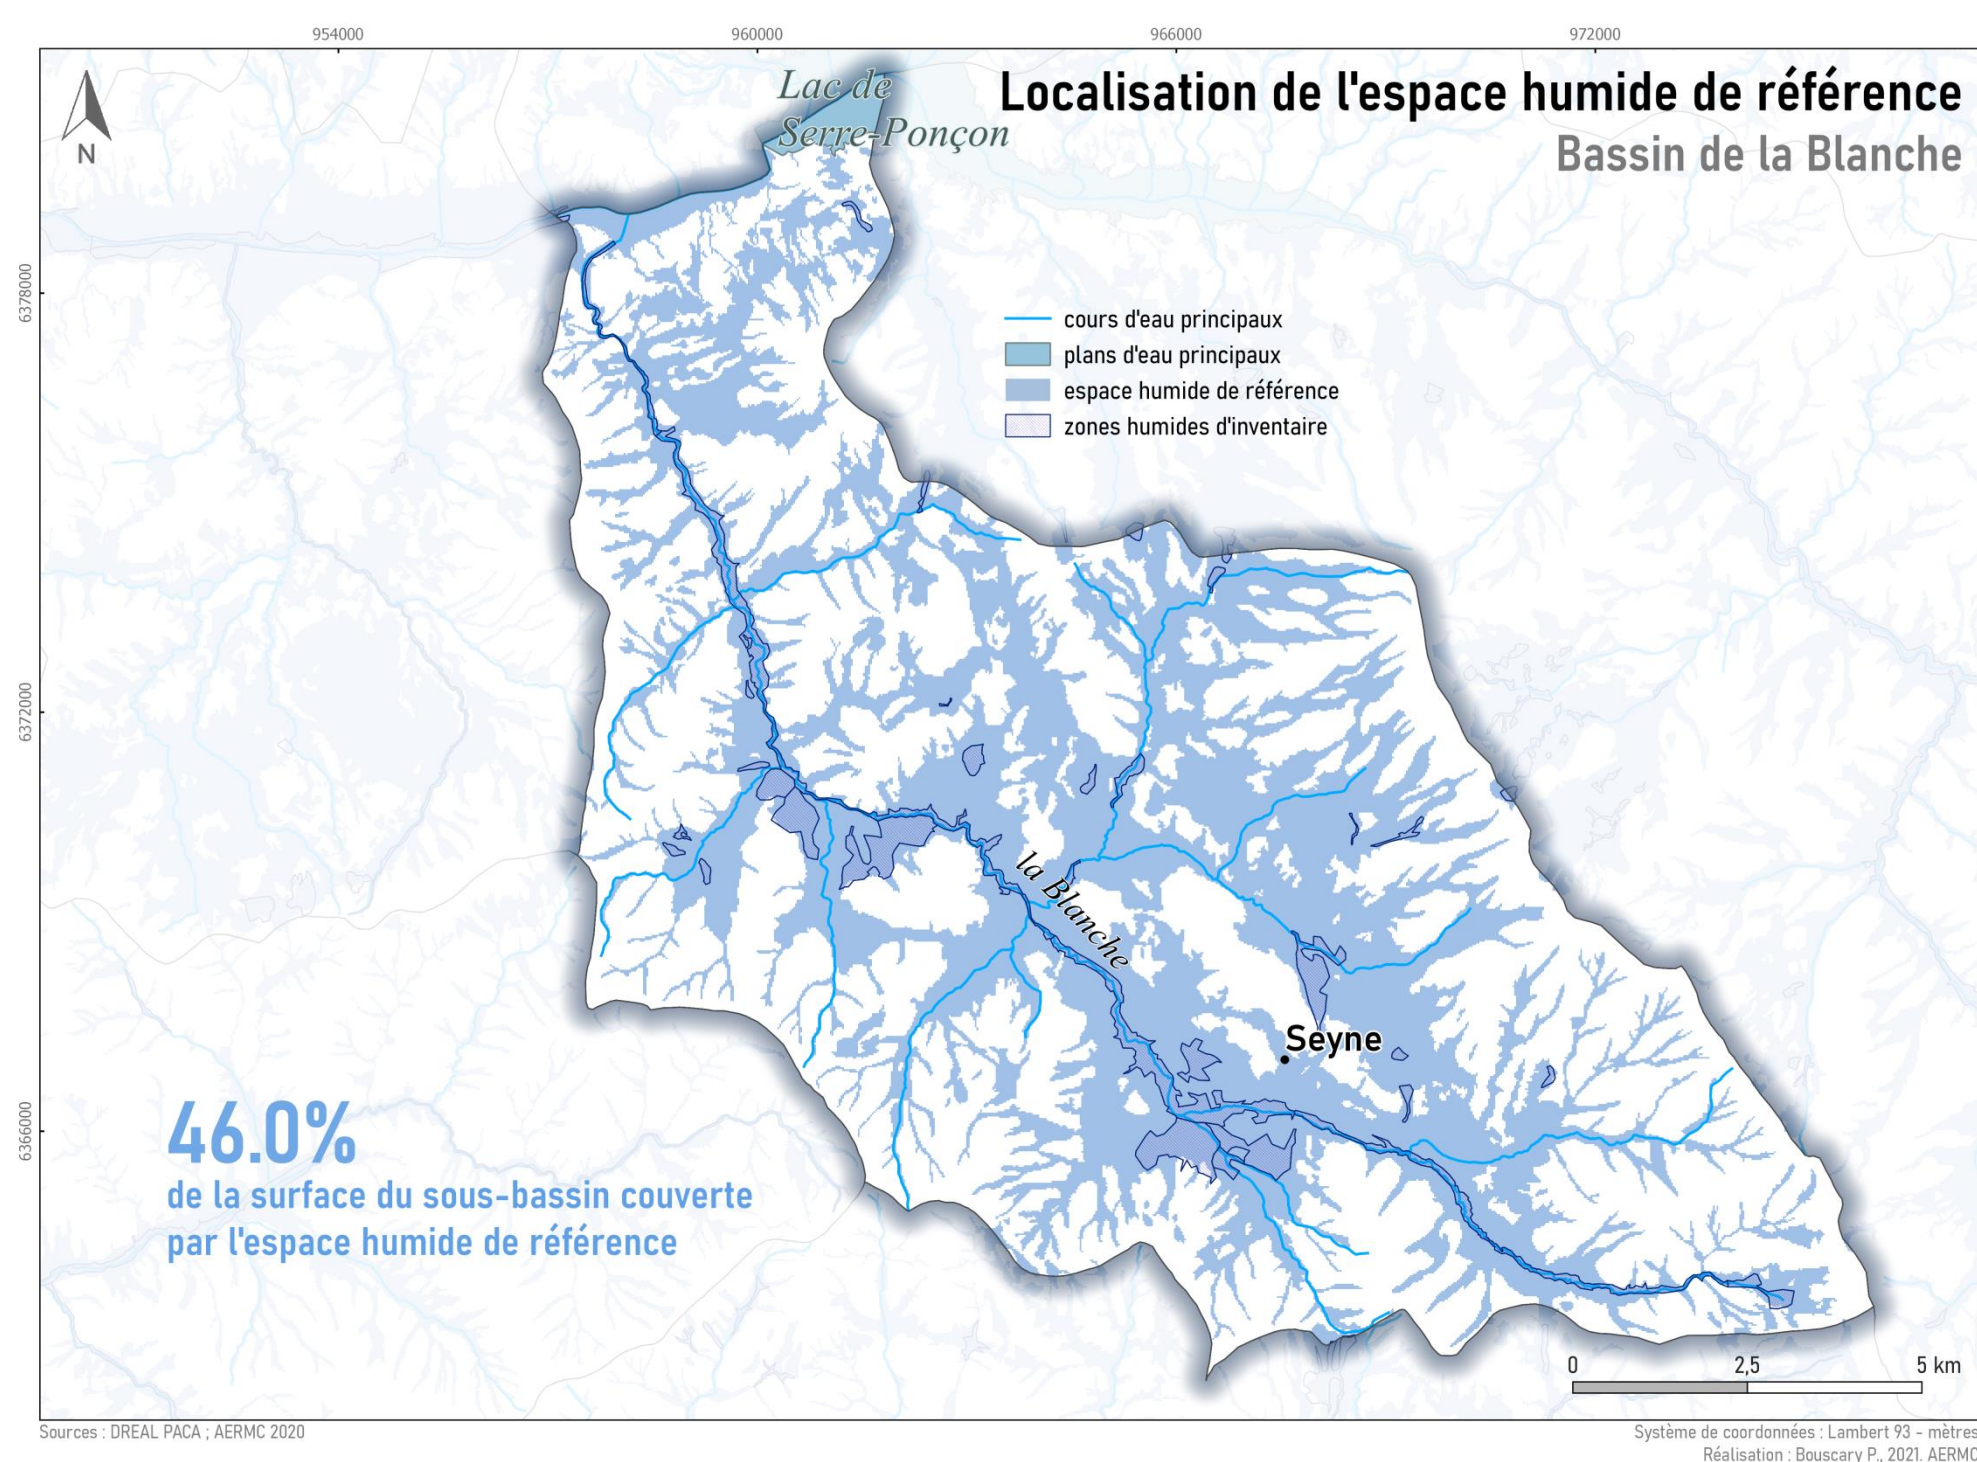 954000
960000
966000
972000
Lac de
Serre-Ponçon
Localisation de l'espace humide de référence
Bassin de la Blanche
N
6378000
cours d'eau principaux
plans d'eau principaux
espace humide de référence
zones humides d'inventaire
6372000
la Blanche
Seyne
6366000
46.0%
de la surface du sous-bassin couverte
par l'espace humide de référence
0
2,5
5 km
Sources : DREAL PACA ; AERMC 2020
Système de coordonnées : Lambert 93 - mètres
Réalisation : Bouscary P., 2021. AERMC